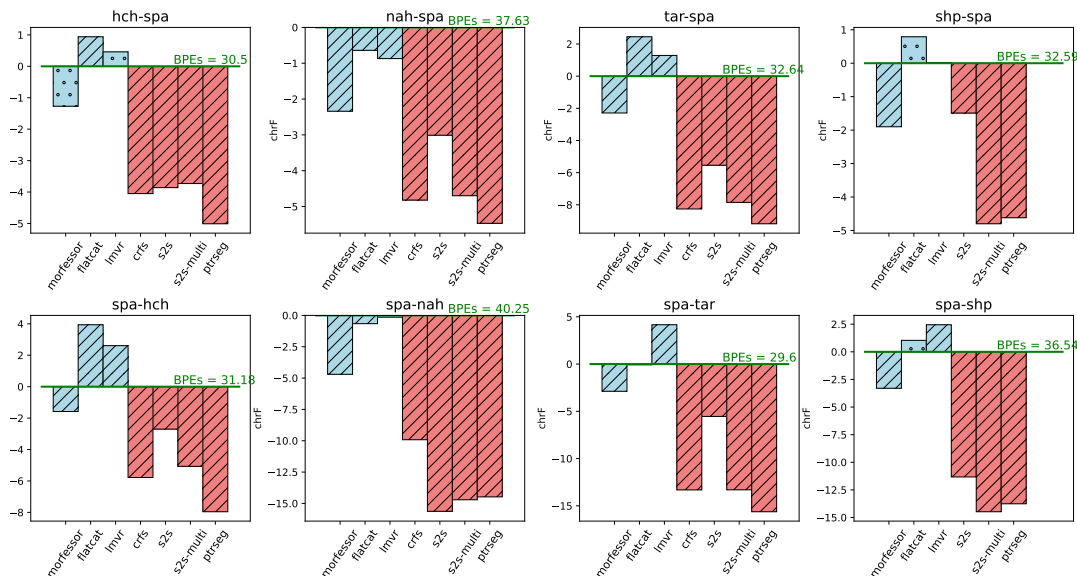 hch-spa
BPEs = 30.5
1
0
−1
−2
−3
−4
−5
morfessor
flatcat
lmvr
crfs
s2s
s2s-multi
ptrseg
nah-spa
BPEs = 37.63
chrF
0
−1
−2
−3
−4
−5
morfessor
flatcat
lmvr
crfs
s2s
s2s-multi
ptrseg
tar-spa
BPEs = 32.64
chrF
2
0
−2
−4
−6
−8
morfessor
flatcat
lmvr
crfs
s2s
s2s-multi
ptrseg
shp-spa
BPEs = 32.59
chrF
1
0
−1
−2
−3
−4
−5
morfessor
flatcat
lmvr
s2s
s2s-multi
ptrseg
spa-hch
BPEs = 31.18
4
2
0
−2
−4
−6
−8
morfessor
flatcat
lmvr
crfs
s2s
s2s-multi
ptrseg
spa-nah
BPEs = 40.25
chrF
0.0
−2.5
−5.0
−7.5
−10.0
−12.5
−15.0
morfessor
flatcat
lmvr
crfs
s2s
s2s-multi
ptrseg
spa-tar
BPEs = 29.6
chrF
5
0
−5
−10
−15
morfessor
flatcat
lmvr
crfs
s2s
s2s-multi
ptrseg
spa-shp
BPEs = 36.54
chrF
2.5
0.0
−2.5
−5.0
−7.5
−10.0
−12.5
−15.0
morfessor
flatcat
lmvr
s2s
s2s-multi
ptrseg